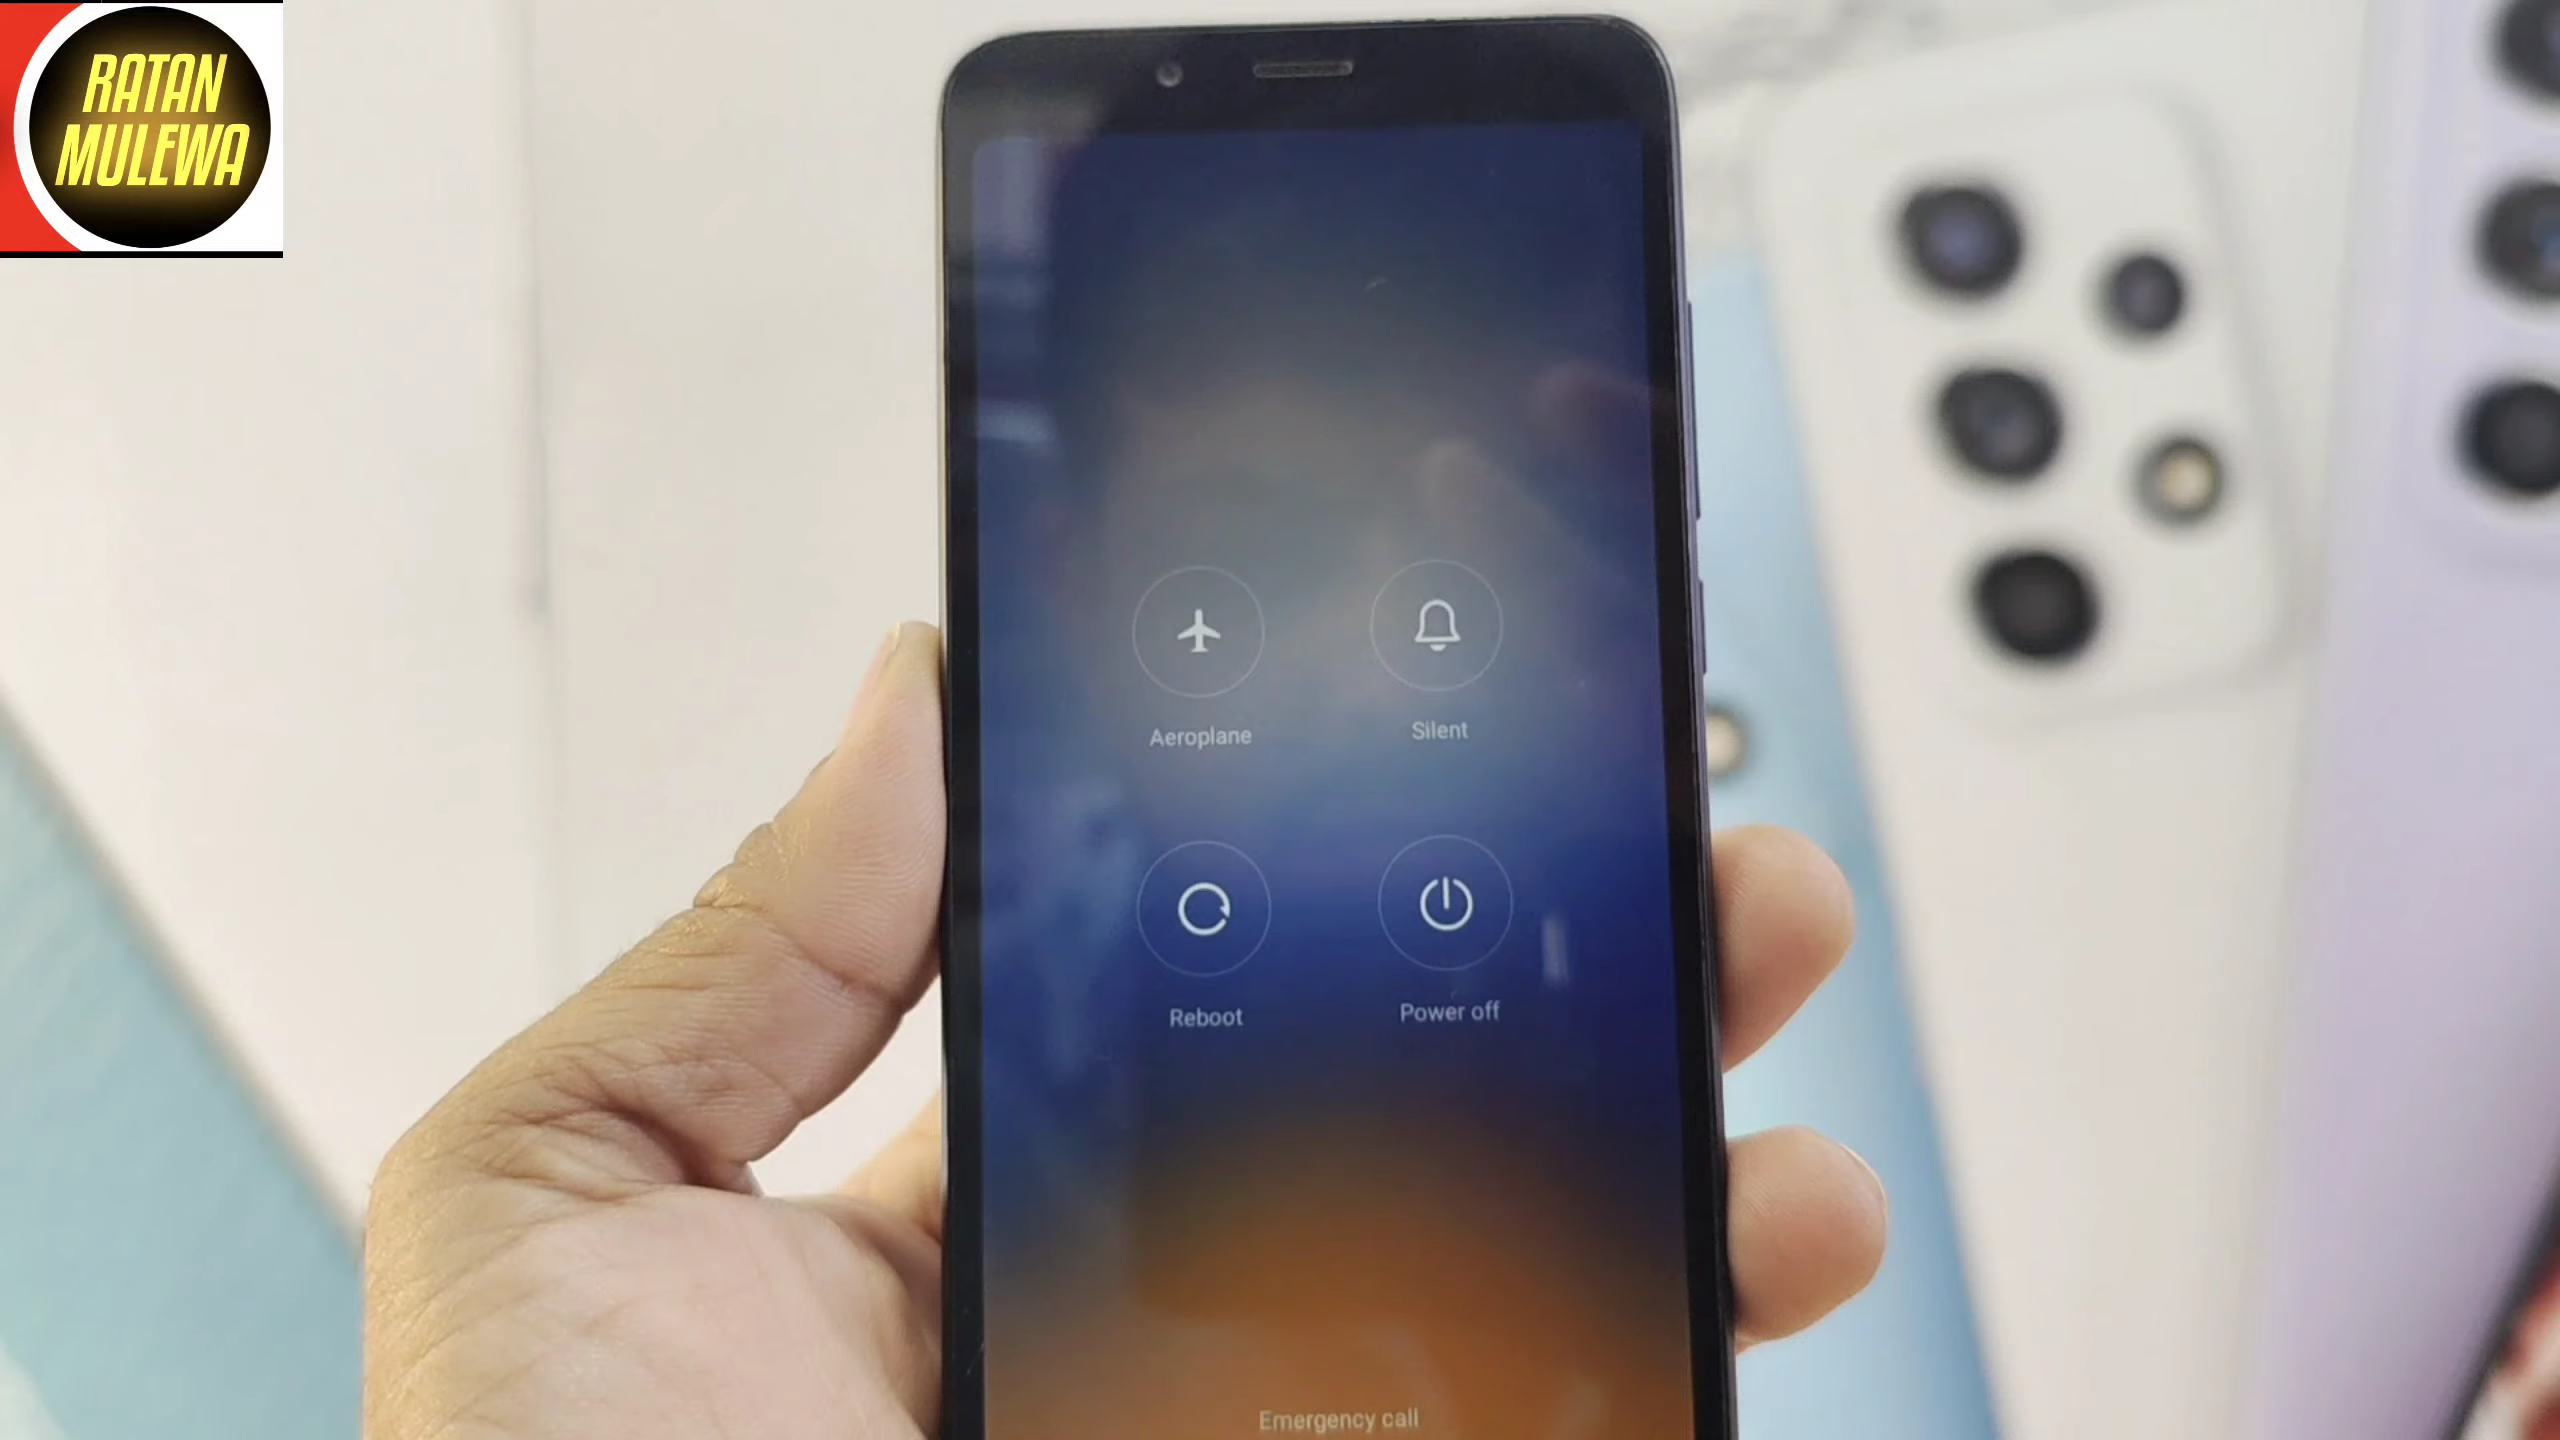 RATAN
MULEWA
Aeroplane
Silent
Reboot
Power off
Emergency call